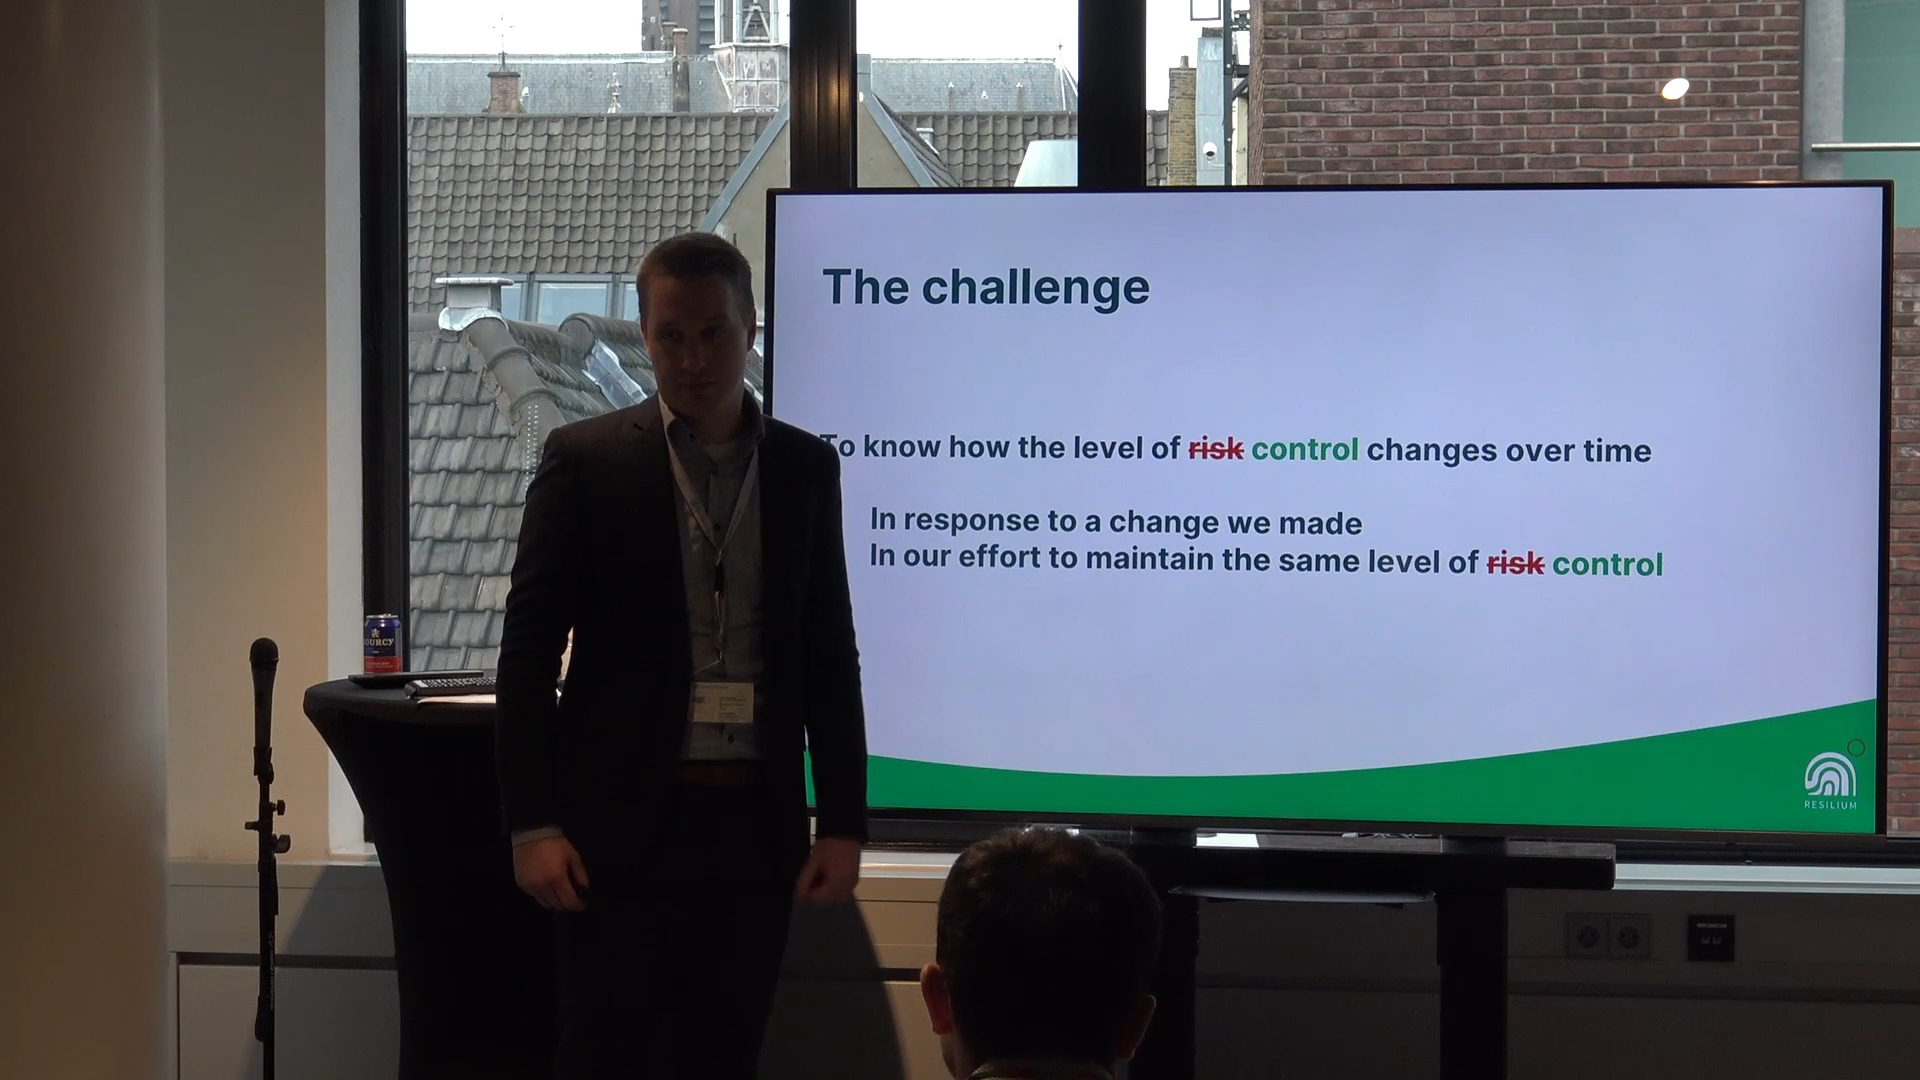 The challenge
To know how the level of risk control changes over time
In response to a change we made
In our effort to maintain the same level of risk control
RESILIUM
OURCY